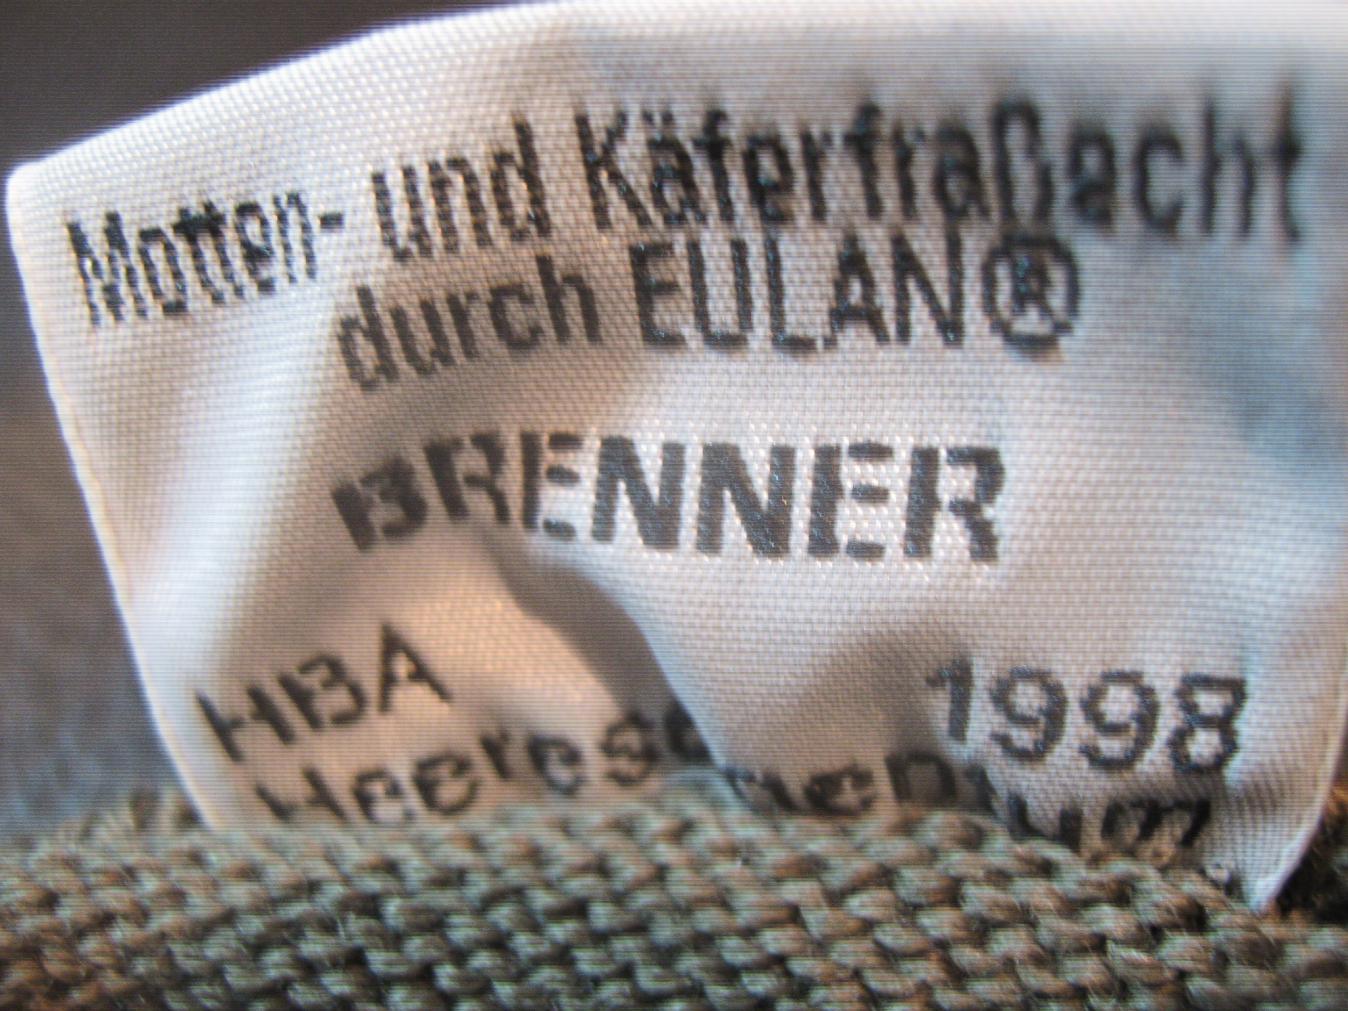 Motten- und Käferfraßecht
durch EULAN®
BRENNER
HBA 1998